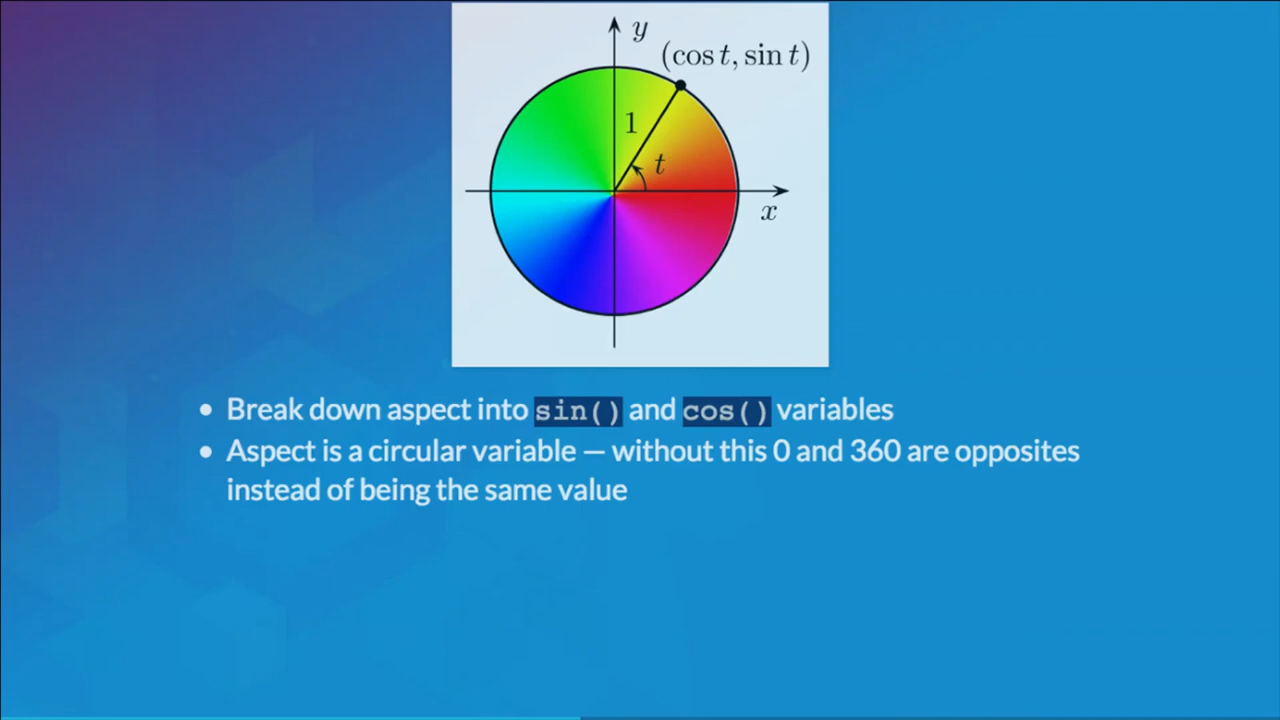 y
(cos t, sin t)
1
t
x
• Break down aspect into sin() and cos() variables
• Aspect is a circular variable — without this 0 and 360 are opposites
instead of being the same value